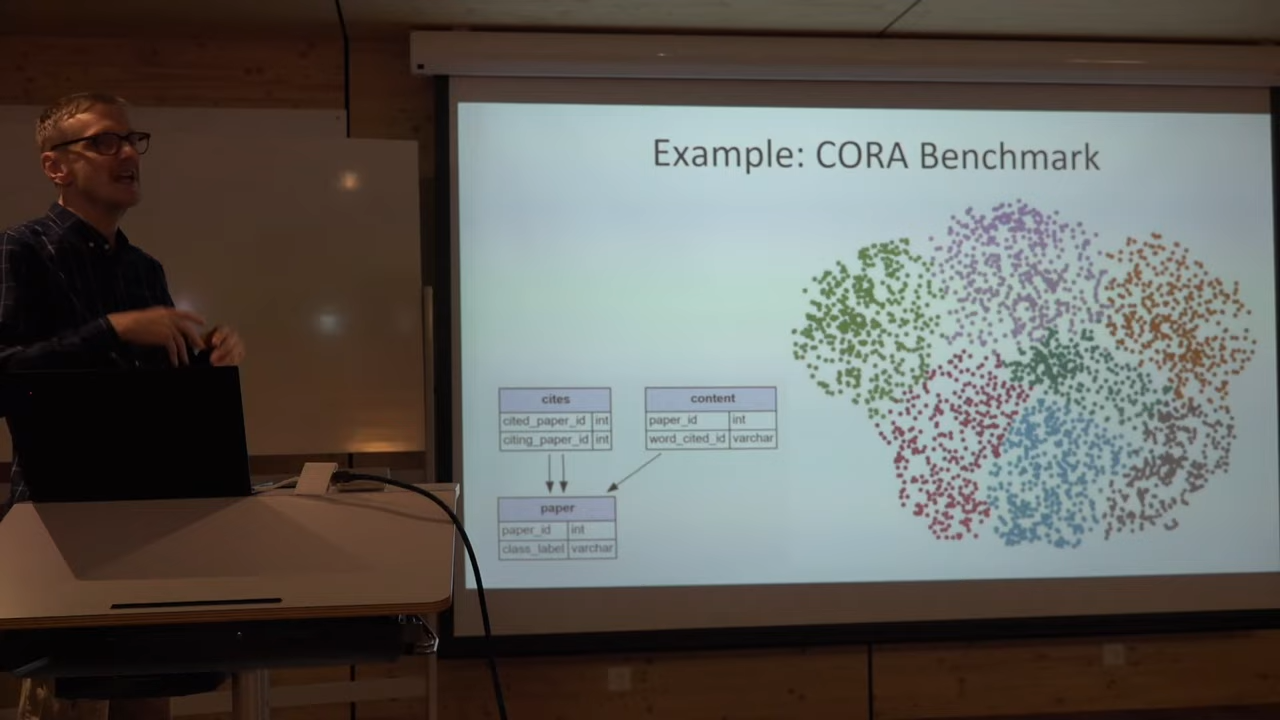 Example: CORA Benchmark
cites
cited_paper_id int
citing_paper_id int
content
paper_id int
word_cited_id varchar
paper
paper_id int
class_label varchar